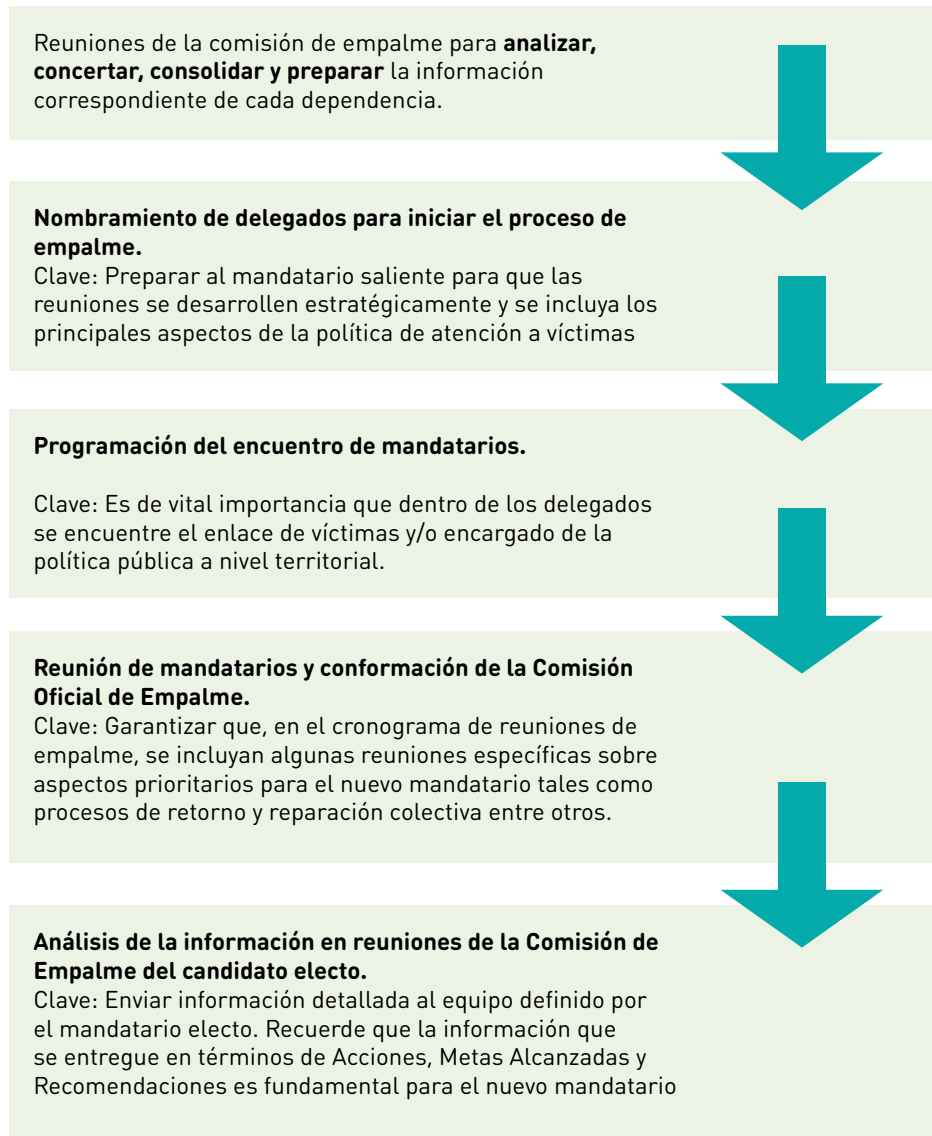 Reuniones de la comisión de empalme para analizar,
concertar, consolidar y preparar la información
correspondiente de cada dependencia.
Nombramiento de delegados para iniciar el proceso de
empalme.
Clave: Preparar al mandatario saliente para que las
reuniones se desarrollen estratégicamente y se incluya los
principales aspectos de la política de atención a víctimas
Programación del encuentro de mandatarios.
Clave: Es de vital importancia que dentro de los delegados
se encuentre el enlace de víctimas y/o encargado de la
política pública a nivel territorial.
Reunión de mandatarios y conformación de la Comisión
Oficial de Empalme.
Clave: Garantizar que, en el cronograma de reuniones de
empalme, se incluyan algunas reuniones específicas sobre
aspectos prioritarios para el nuevo mandatario tales como
procesos de retorno y reparación colectiva entre otros.
Análisis de la información en reuniones de la Comisión de
Empalme del candidato electo.
Clave: Enviar información detallada al equipo definido por
el mandatario electo. Recuerde que la información que
se entregue en términos de Acciones, Metas Alcanzadas y
Recomendaciones es fundamental para el nuevo mandatario